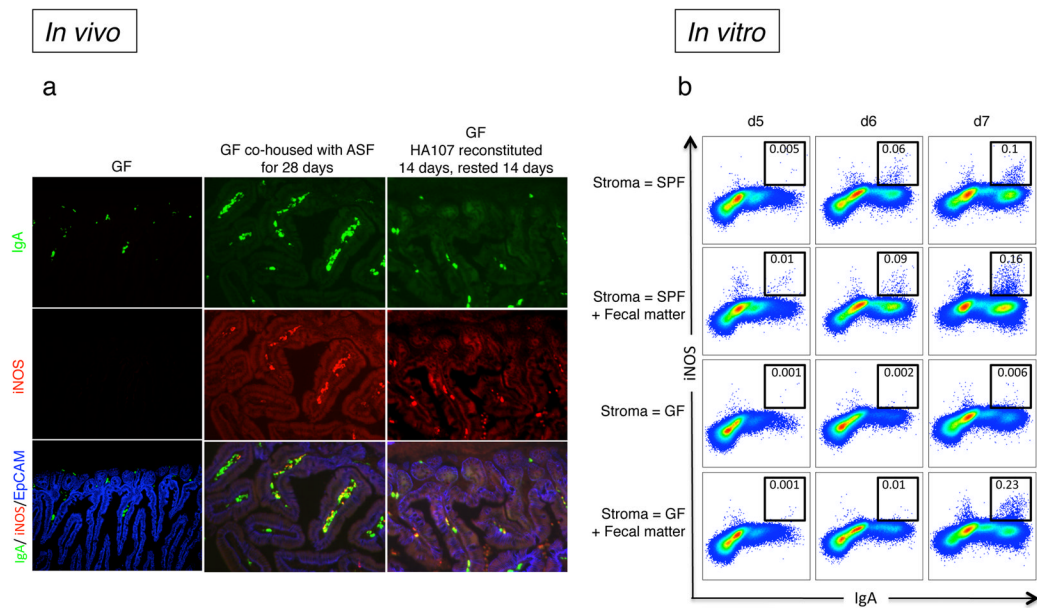 In vivo
In vitro
a
GF
GF co-housed with ASF
for 28 days
GF
HA107 reconstituted
14 days, rested 14 days
IgA
iNOS
IgA/ iNOS/EpCAM
b
d5
d6
d7
Stroma = SPF
0.005
0.06
0.1
Stroma = SPF
+ Fecal matter
0.01
0.09
0.16
Stroma = GF
0.001
0.002
0.006
Stroma = GF
+ Fecal matter
0.001
0.01
0.23
iNOS
IgA